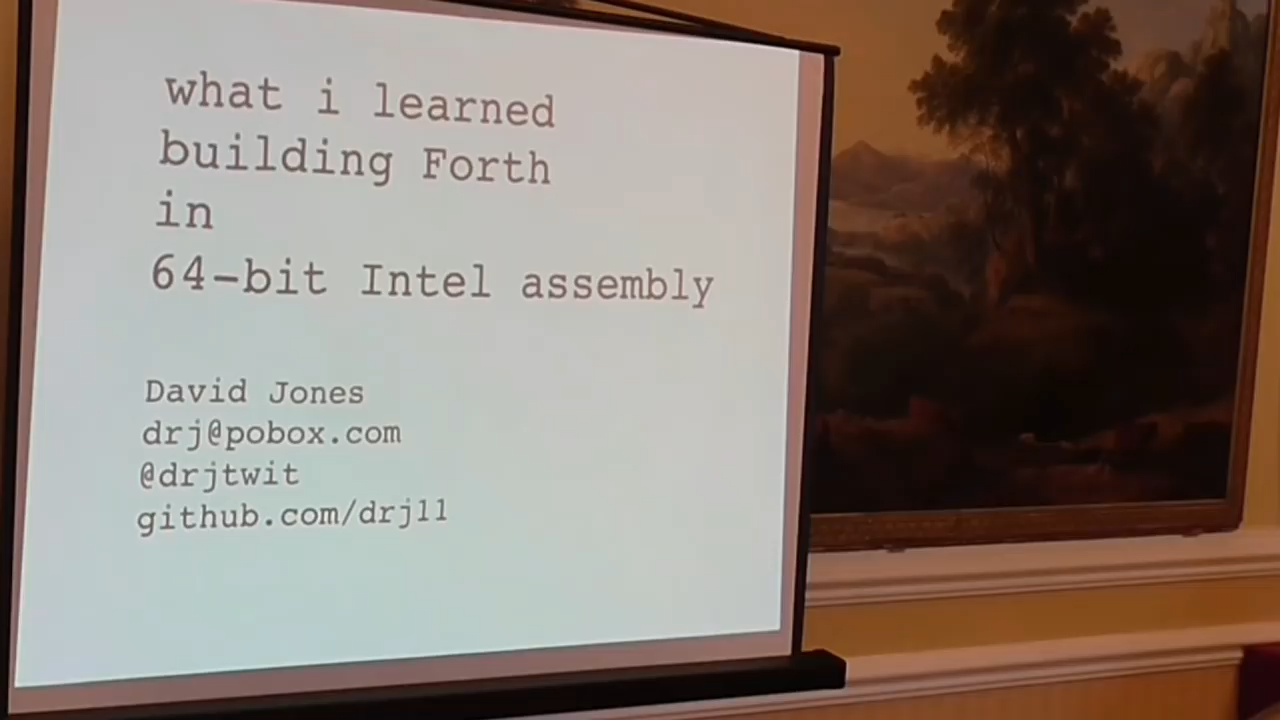 what i learned
building Forth
in
64-bit Intel assembly
David Jones
drj@pobox.com
@drjtwit
github.com/drj11